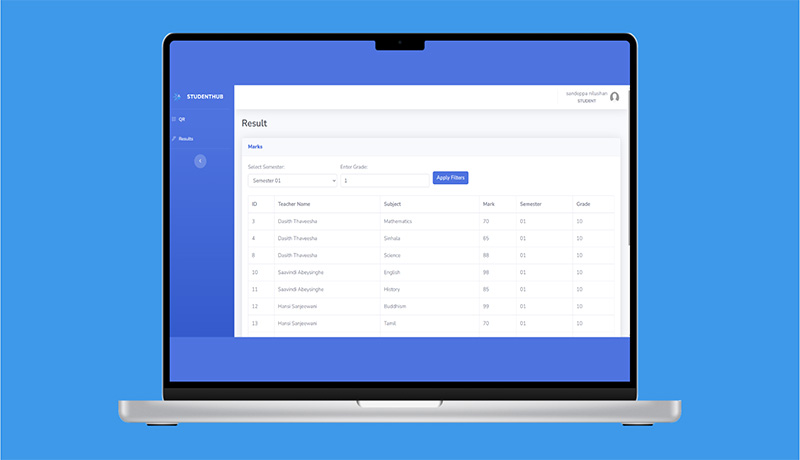 STUDENTHUB
QR
Results
sandeppa nilushan
STUDENT
Result
Marks
Select Semester:
Enter Grade:
Semester 01
1
Apply Filters
ID Teacher Name Subject Mark Semester Grade
3 Dasith Thaveesha Mathematics 70 01 10
4 Dasith Thaveesha Sinhala 85 01 10
8 Dasith Thaveesha Science 01 10
10 Saavindi Abeysinghe English 98 01 10
11 Saavindi Abeysinghe History 85 01 10
12 Hansi Sanjeewani Buddhism 99 01 10
13 Hansi Sanjeewani Tamil 70 01 10